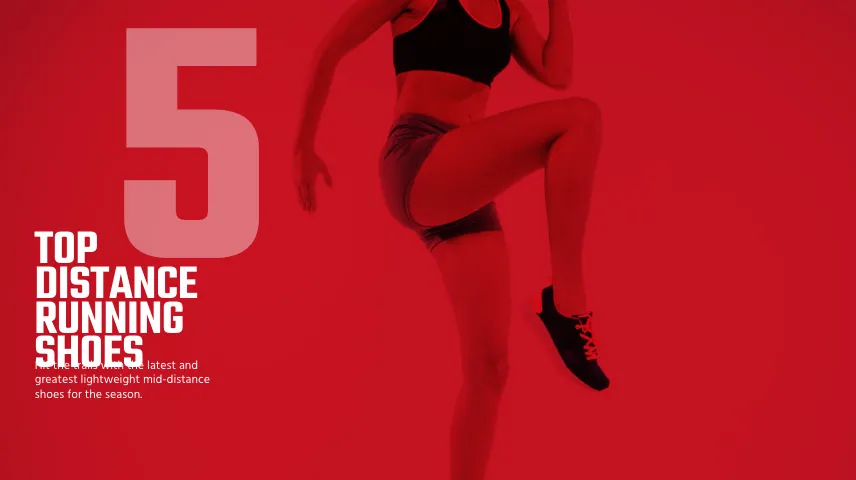 5
TOP
DISTANCE
RUNNING
SHOES
Hit the trails with the latest and
greatest lightweight mid-distance
shoes for the season.